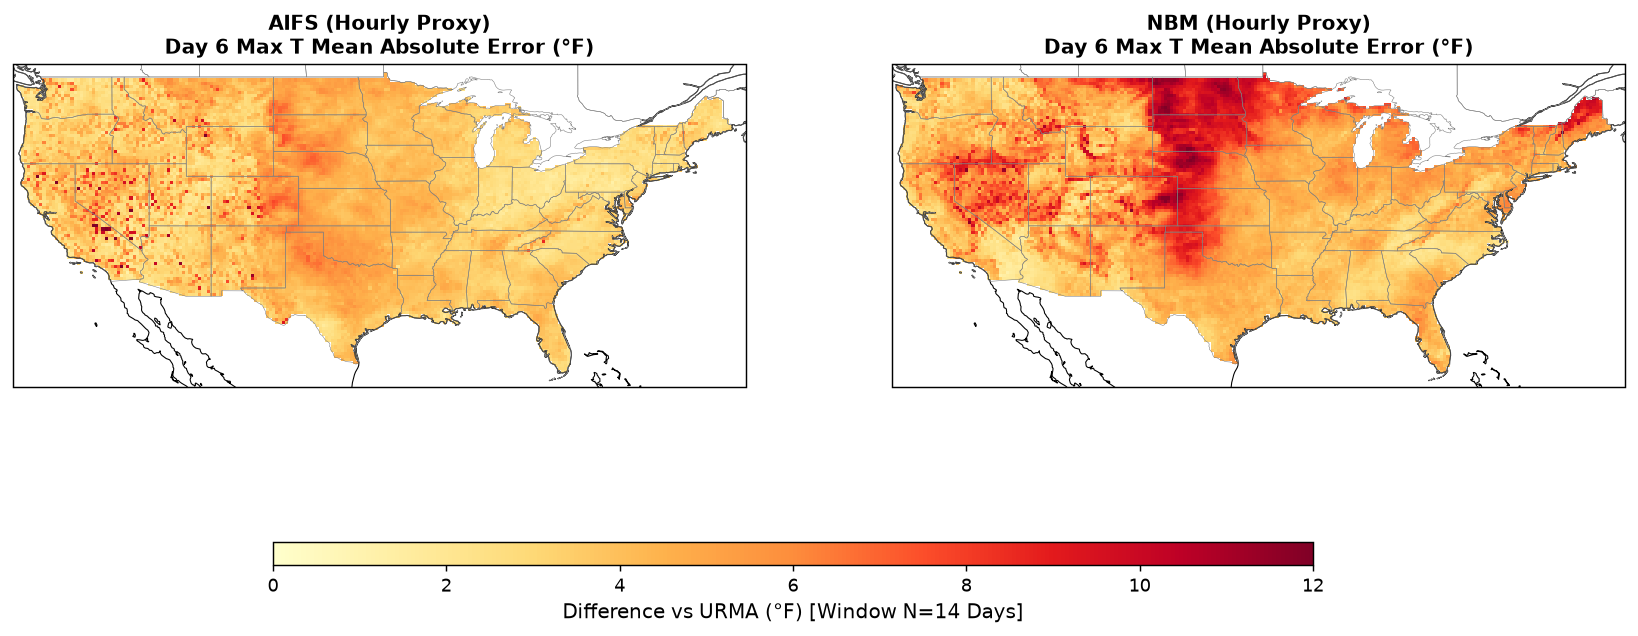 AIFS (Hourly Proxy)
Day 6 Max T Mean Absolute Error (°F)
NBM (Hourly Proxy)
Day 6 Max T Mean Absolute Error (°F)
0 2 4 6 8 10 12
Difference vs URMA (°F) [Window N=14 Days]